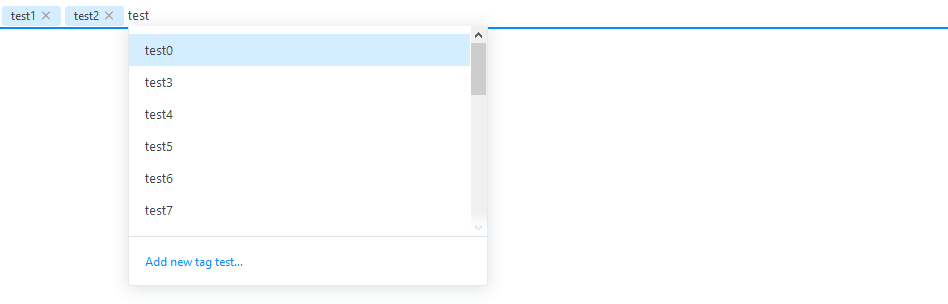 test1 test2 test
test0
test3
test4
test5
test6
test7
Add new tag test...